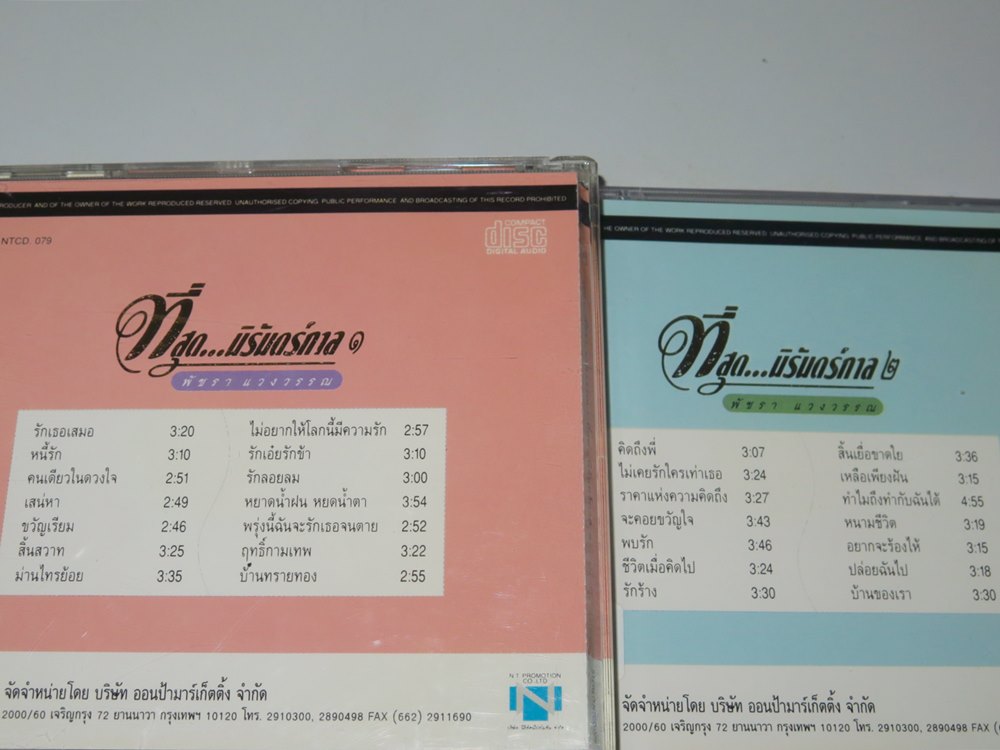 RODUCER AND OF THE OWNER OF THE WORK REPRODUCED RESERVED. UNAUTHORISED COPYING, PUBLIC PERFORMANCE AND BROADCASTING OF THIS RECORD PROHIBITED
NTCD. 079
COMPACT
disc
DIGITAL AUDIO
ที่สุด...นิรันดร์กาล ๑
พัชรา แวงวรรณ
รักเธอเสมอ 3:20
หนี้รัก 3:10
คนเดียวในดวงใจ 2:51
เสน่หา 2:49
ขวัญเรียม 2:46
สิ้นสวาท 3:25
ม่านไทรย้อย 3:35
ไม่อยากให้โลกนี้มีความรัก 2:57
รักเอ๋ยรักข้า 3:10
รักลอยลม 3:00
หยาดน้ำฝน หยดน้ำตา 3:54
พรุ่งนี้ฉันจะรักเธอจนตาย 2:52
ฤทธิ์กามเทพ 3:22
บ้านทรายทอง 2:55
จัดจำหน่ายโดย บริษัท ออนป้ามาร์เก็ตติ้ง จำกัด
2000/60 เจริญกรุง 72 ยานนาวา กรุงเทพฯ 10120 โทร. 2910300, 2890498 FAX (662) 2911690
N.T PROMOTION
CO.,LTD
N
HE OWNER OF THE WORK REPRODUCED RESERVED. UNAUTHORISED COPYING, PUBLIC PERFORMANCE AND BROADCASTING OF
ที่สุด...นิรันดร์กาล ๒
พัชรา แวงวรรณ
คิดถึงพี่ 3:07
ไม่เคยรักใครเท่าเธอ 3:24
ราคาแห่งความคิดถึง 3:27
จะคอยขวัญใจ 3:43
พบรัก 3:46
ชีวิตเมื่อคิดไป 3:24
รักร้าง 3:30
สิ้นเยื่อขาดใย 3:36
เหลือเพียงฝัน 3:15
ทำไมถึงทำกับฉันได้ 4:55
หนามชีวิต 3:19
อยากจะร้องไห้ 3:15
ปล่อยฉันไป 3:18
บ้านของเรา 3:30
จัดจำหน่ายโดย บริษัท ออนป้ามาร์เก็ตติ้ง จำกัด
2000/60 เจริญกรุง 72 ยานนาวา กรุงเทพฯ 10120 โทร. 2910300, 2890498 FAX (6